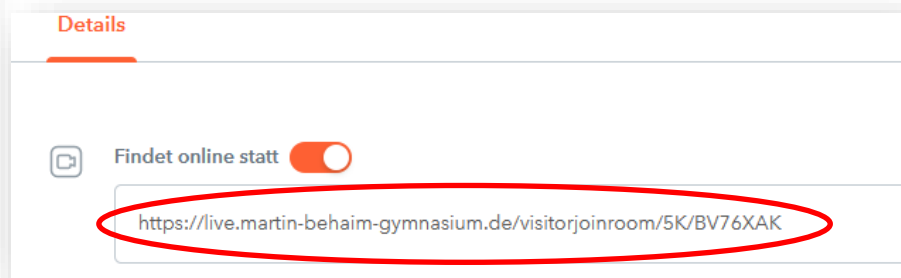 Details
Findet online statt
https://live.martin-behaim-gymnasium.de/visitorjoinroom/5K/BV76XAK